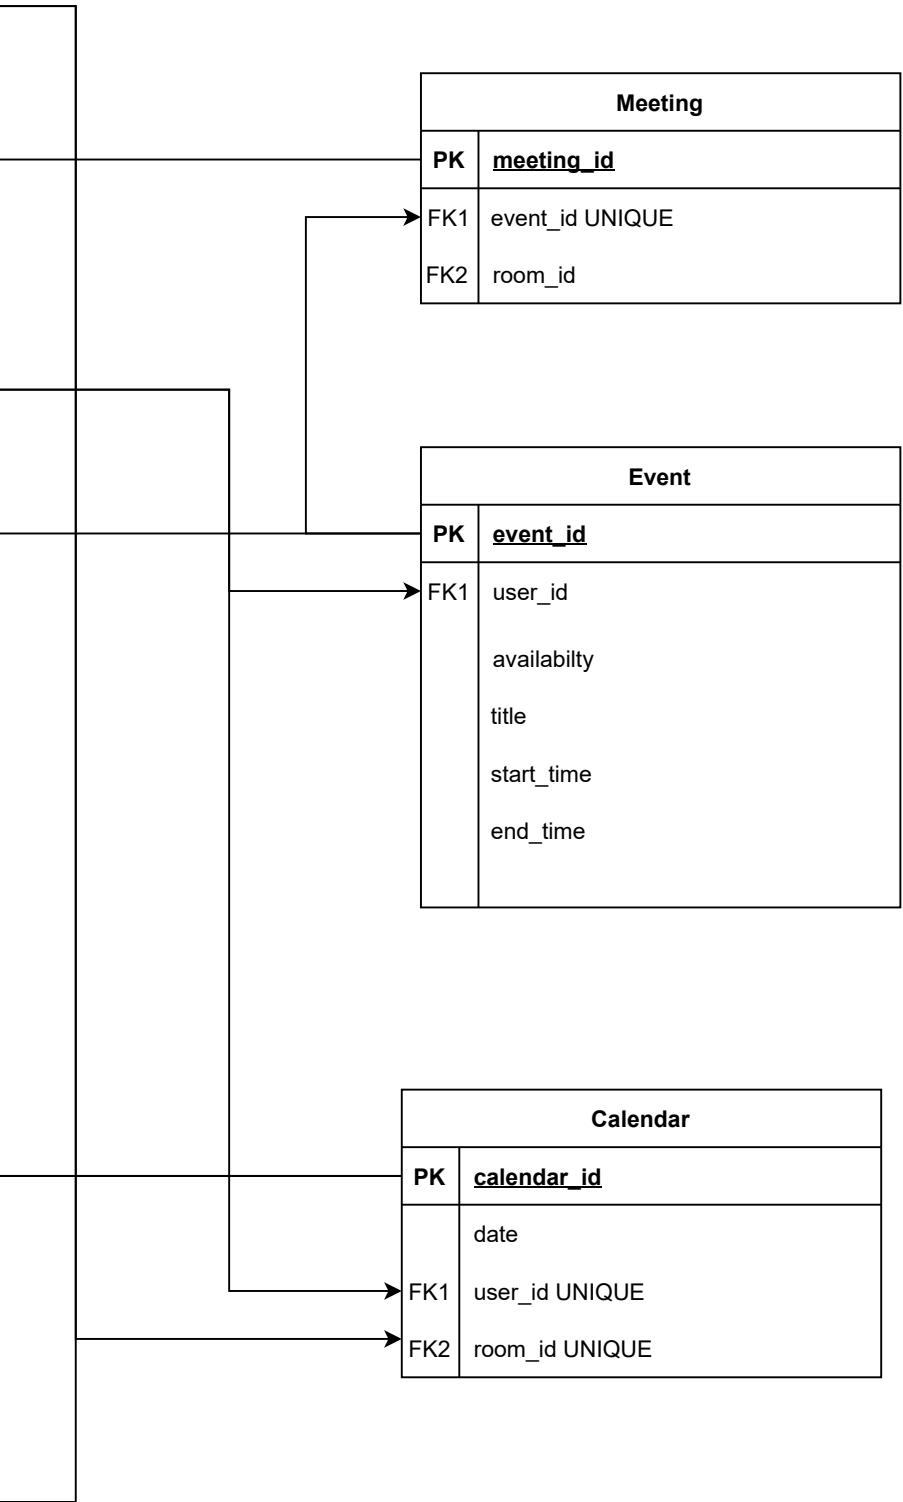 Meeting
PK meeting_id
FK1 event_id UNIQUE
FK2 room_id
Event
PK event_id
FK1 user_id
availabilty
title
start_time
end_time
Calendar
PK calendar_id
date
FK1 user_id UNIQUE
FK2 room_id UNIQUE